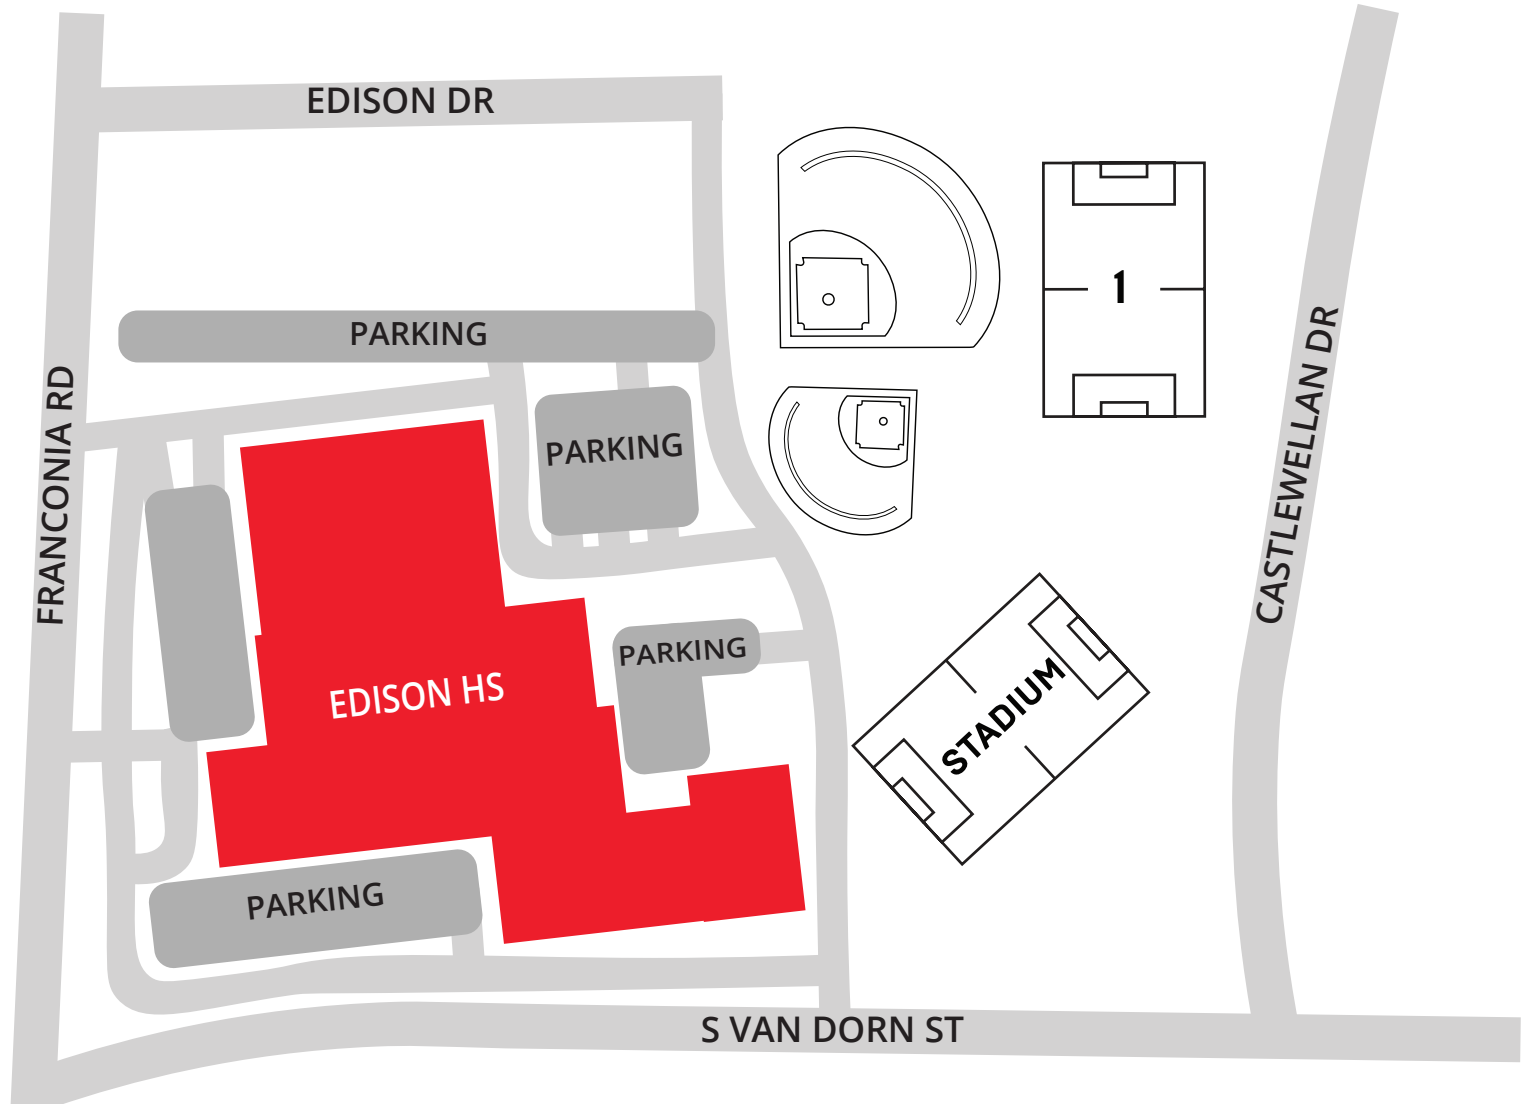 EDISON DR
1
PARKING
FRANCONIA RD
PARKING
CASTLEWELLAN DR
PARKING
EDISON HS
STADIUM
PARKING
S VAN DORN ST